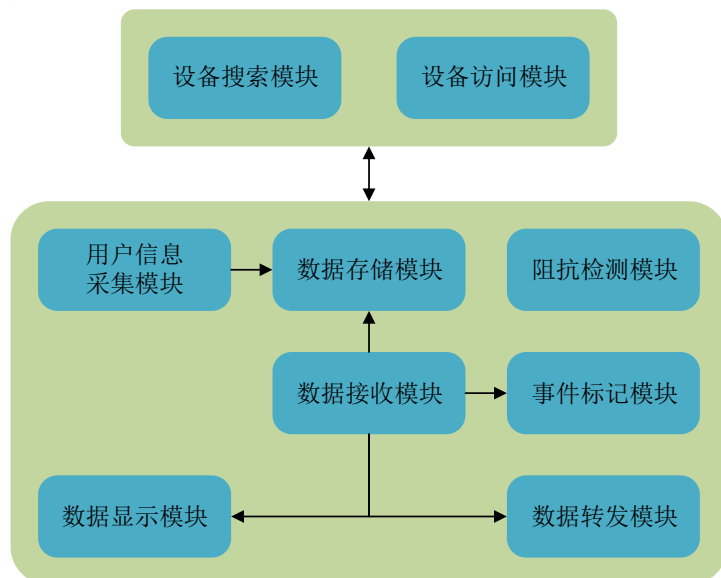 设备搜索模块
设备访问模块
用户信息
采集模块
数据存储模块
阻抗检测模块
数据接收模块
事件标记模块
数据显示模块
数据转发模块